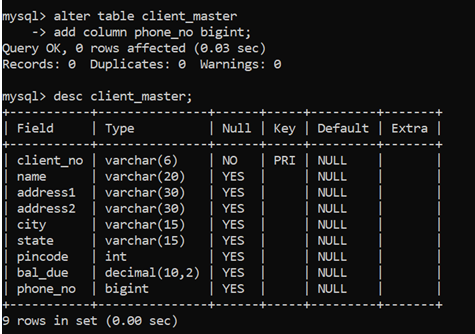 mysql> alter table client_master
    -> add column phone_no bigint;
Query OK, 0 rows affected (0.03 sec)
Records: 0  Duplicates: 0  Warnings: 0

mysql> desc client_master;
+-----------+---------------+------+-----+---------+-------+
| Field     | Type          | Null | Key | Default | Extra |
+-----------+---------------+------+-----+---------+-------+
| client_no | varchar(6)    | NO   | PRI | NULL    |       |
| name      | varchar(20)   | YES  |     | NULL    |       |
| address1  | varchar(30)   | YES  |     | NULL    |       |
| address2  | varchar(30)   | YES  |     | NULL    |       |
| city      | varchar(15)   | YES  |     | NULL    |       |
| state     | varchar(15)   | YES  |     | NULL    |       |
| pincode   | int           | YES  |     | NULL    |       |
| bal_due   | decimal(10,2) | YES  |     | NULL    |       |
| phone_no  | bigint        | YES  |     | NULL    |       |
+-----------+---------------+------+-----+---------+-------+
9 rows in set (0.00 sec)